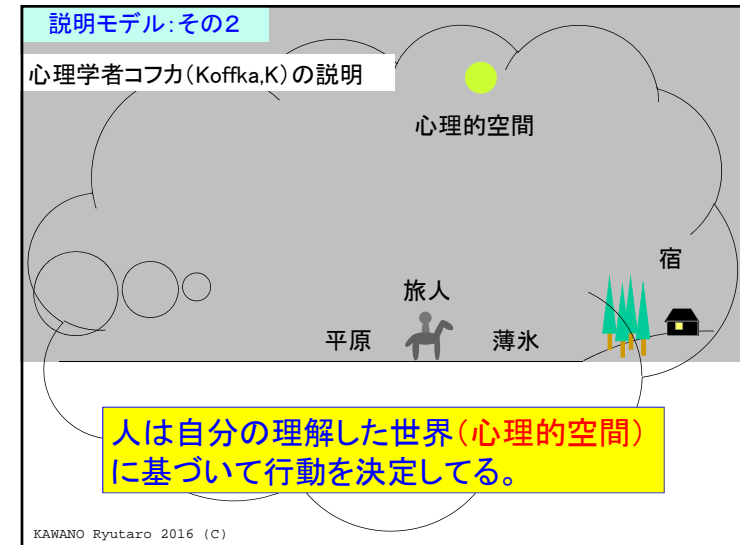 説明モデル:その2
心理学者コフカ(Koffka,K)の説明
心理的空間
宿
旅人
平原
薄氷
人は自分の理解した世界(心理的空間)
に基づいて行動を決定してる。
KAWANO Ryutaro 2016 (C)